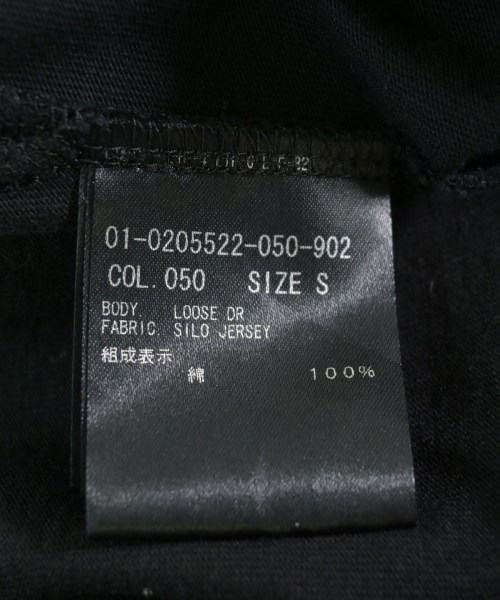 01-0205522-050-902
COL.050 SIZE S
BODY. LOOSE DR
FABRIC. SILO JERSEY
組成表示
綿 100%